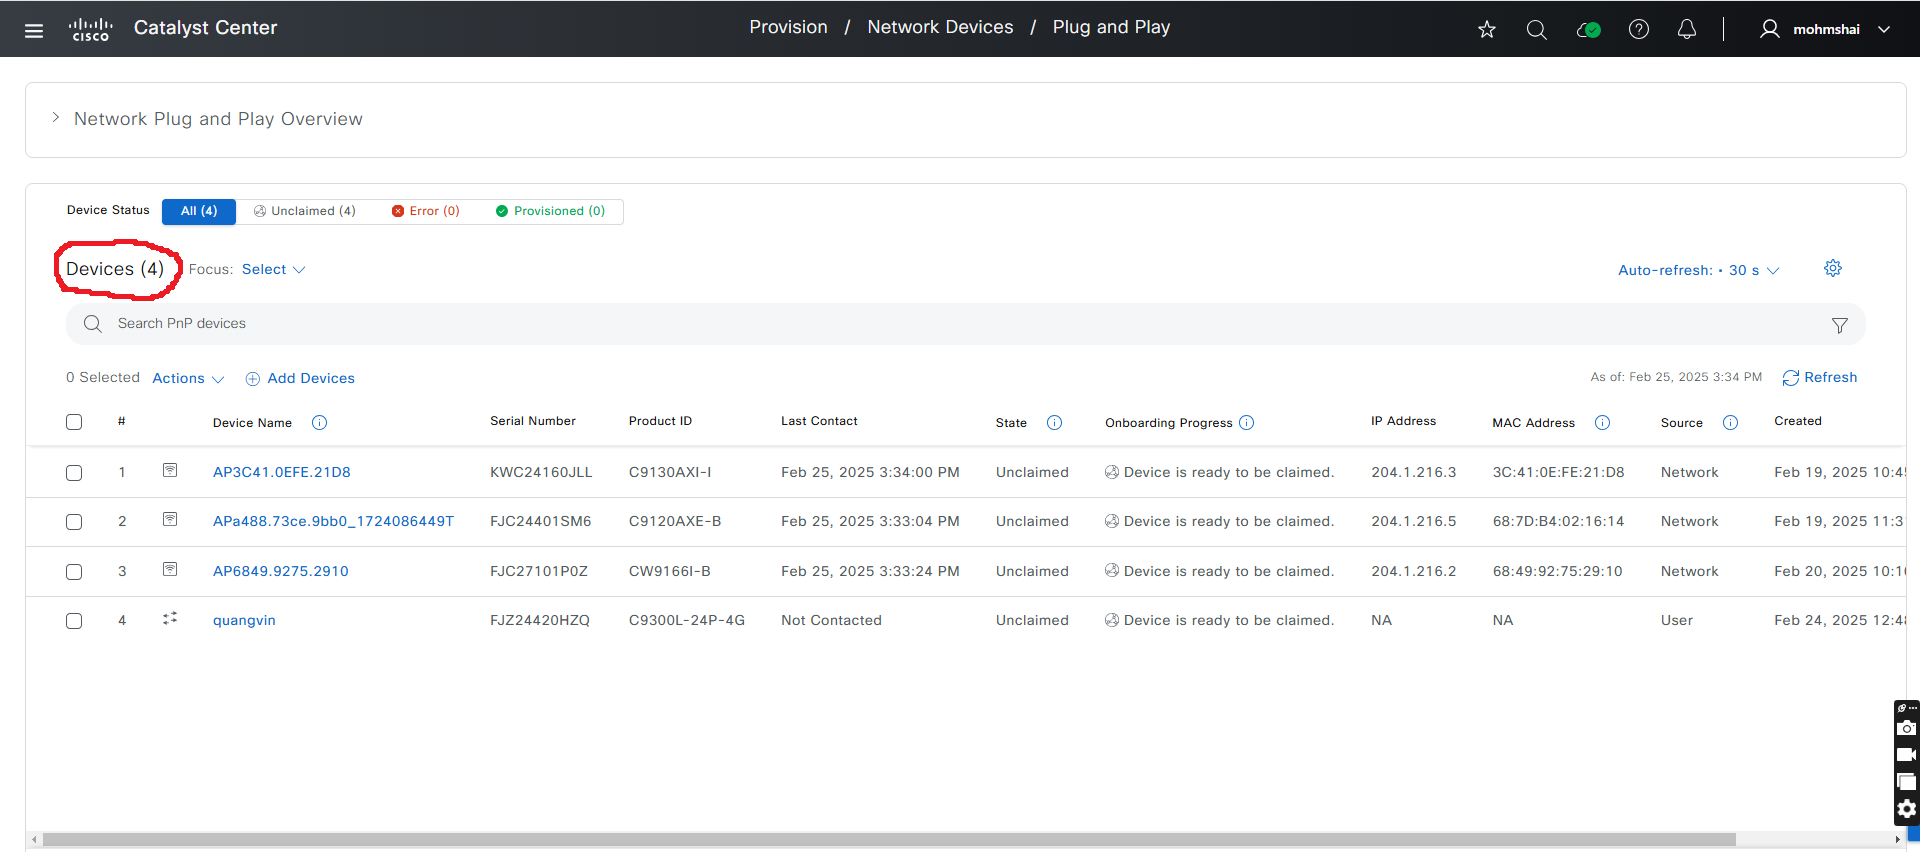 cisco Catalyst Center Provision / Network Devices / Plug and Play mohmshai
Network Plug and Play Overview
Device Status All (4) Unclaimed (4) Error (0) Provisioned (0)
Devices (4) Focus: Select Auto-refresh: • 30 s
Search PnP devices
0 Selected Actions Add Devices As of: Feb 25, 2025 3:34 PM Refresh
# Device Name Serial Number Product ID Last Contact State Onboarding Progress IP Address MAC Address Source Created
1 AP3C41.0EFE.21D8 KWC24160JLL C9130AXI-I Feb 25, 2025 3:34:00 PM Unclaimed Device is ready to be claimed. 204.1.216.3 3C:41:0E:FE:21:D8 Network Feb 19, 2025 10:45
2 APa488.73ce.9bb0_1724086449T FJC24401SM6 C9120AXE-B Feb 25, 2025 3:33:04 PM Unclaimed Device is ready to be claimed. 204.1.216.5 68:7D:B4:02:16:14 Network Feb 19, 2025 11:3
3 AP6849.9275.2910 FJC27101P0Z CW9166I-B Feb 25, 2025 3:33:24 PM Unclaimed Device is ready to be claimed. 204.1.216.2 68:49:92:75:29:10 Network Feb 20, 2025 10:1
4 quangvin FJZ24420HZQ C9300L-24P-4G Not Contacted Unclaimed Device is ready to be claimed. NA NA User Feb 24, 2025 12:48